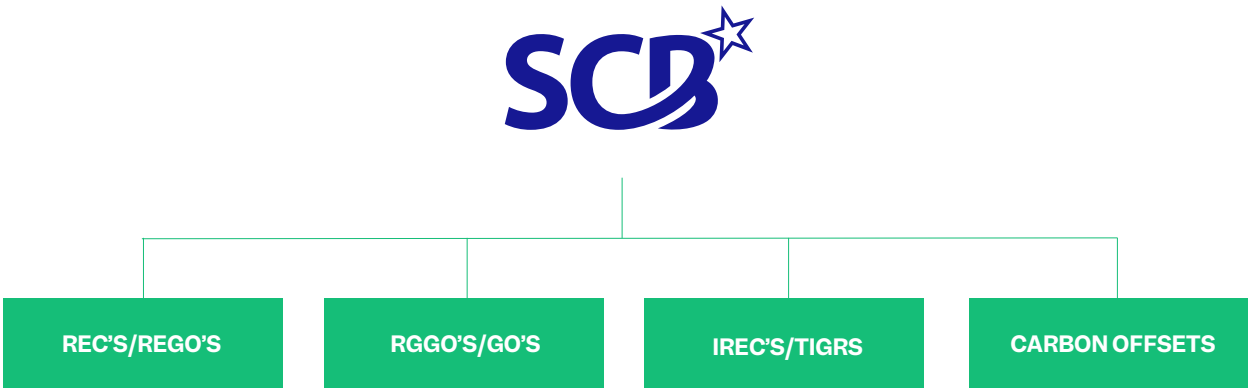 SCB
REC'S/REGO'S
RGGO'S/GO'S
IREC'S/TIGRS
CARBON OFFSETS